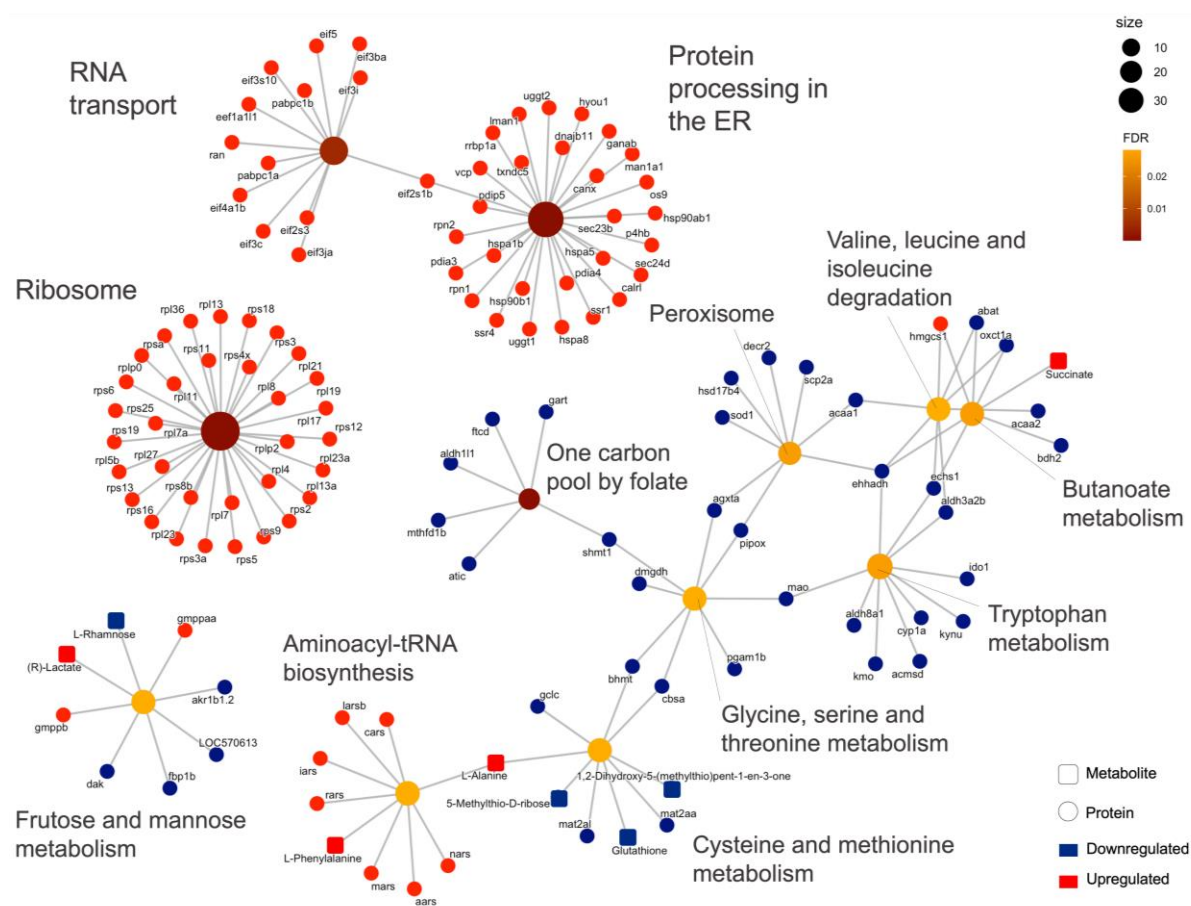 RNA
transport
eif5
eif3ba
eif3s10
eif3i
pabpc1b
eef1a1l1
ran
pabpc1a
eif4a1b
eif2s3
eif3c
eif3ja
eif2s1b
Protein
processing in
the ER
uggt2
hyou1
lman1
dnajb11
ganab
rrbp1a
man1a1
vcp
txndc5
canx
os9
pdip5
hsp90ab1
sec23b
rpn2
p4hb
hspa1b
hspa5
pdia3
sec24d
pdia4
rpn1
hsp90b1
calrl
ssr1
ssr4
uggt1
hspa8
size
10
20
30
FDR
0.02
0.01
Ribosome
rpl13
rpl36
rps18
rpsa
rps11
rps4x
rps3
rplp0
rpl21
rps6
rpl11
rpl8
rpl19
rps25
rpl17
rps19
rpl7a
rps12
rplp2
rpl5b
rpl27
rpl23a
rpl4
rps13
rps8b
rpl13a
rps16
rpl7
rps2
rpl23
rps9
rps3a
rps5
Valine, leucine and
isoleucine
degradation
Peroxisome
abat
hmgcs1
oxct1a
decr2
Succinate
hsd17b4
scp2a
sod1
acaa1
acaa2
bdh2
ehhadh
echs1
aldh3a2b
Butanoate
metabolism
gart
ftcd
aldh1l1
One carbon
pool by folate
mthfd1b
atic
shmt1
agxta
pipox
dmgdh
mao
ido1
aldh8a1
cyp1a
kynu
kmo
acmsd
Tryptophan
metabolism
pgam1b
bhmt
cbsa
Glycine, serine and
threonine metabolism
L-Rhamnose
gmppaa
(R)-Lactate
akr1b1.2
gmppb
LOC570613
dak
fbp1b
Frutose and mannose
metabolism
Aminoacyl-tRNA
biosynthesis
larsb
cars
iars
rars
L-Alanine
L-Phenylalanine
mars
nars
aars
gclc
1,2-Dihydroxy-5-(methylthio)pent-1-en-3-one
5-Methylthio-D-ribose
mat2al
mat2aa
Glutathione
Cysteine and methionine
metabolism
Metabolite
Protein
Downregulated
Upregulated